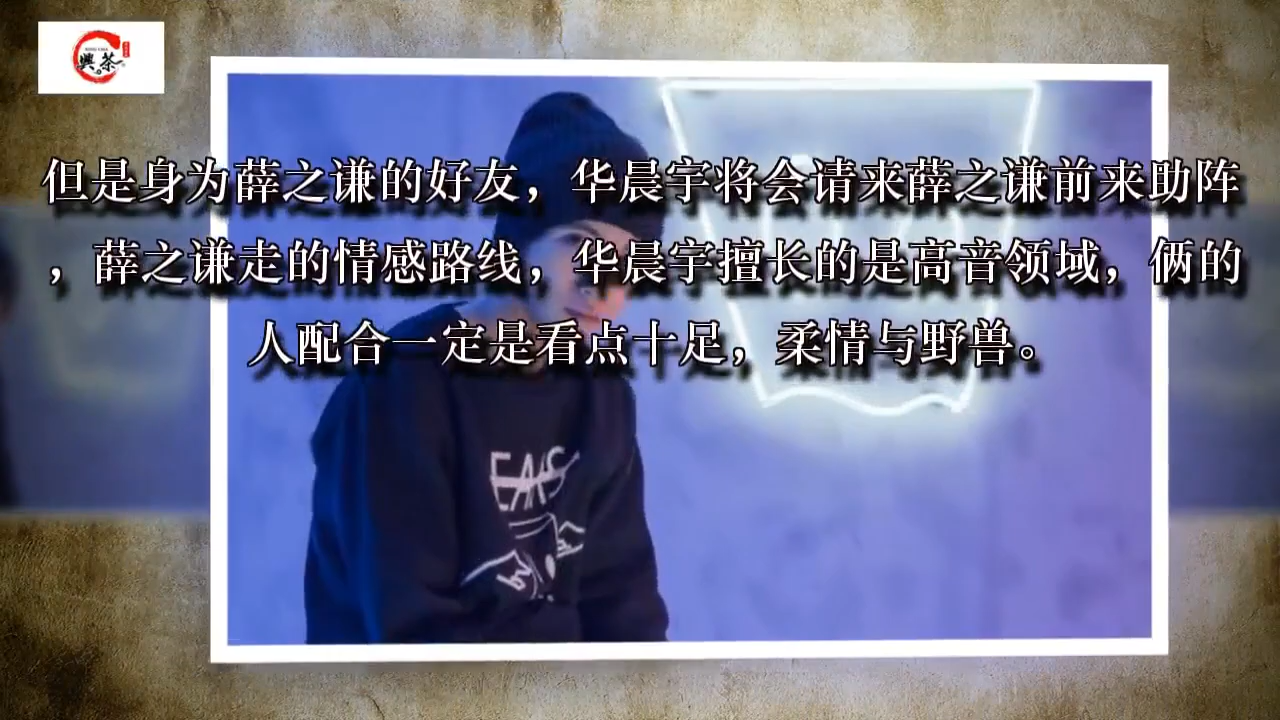 興茶
但是身为薛之谦的好友，华晨宇将会请来薛之谦前来助阵
，薛之谦走的情感路线，华晨宇擅长的是高音领域，俩的
人配合一定是看点十足，柔情与野兽。